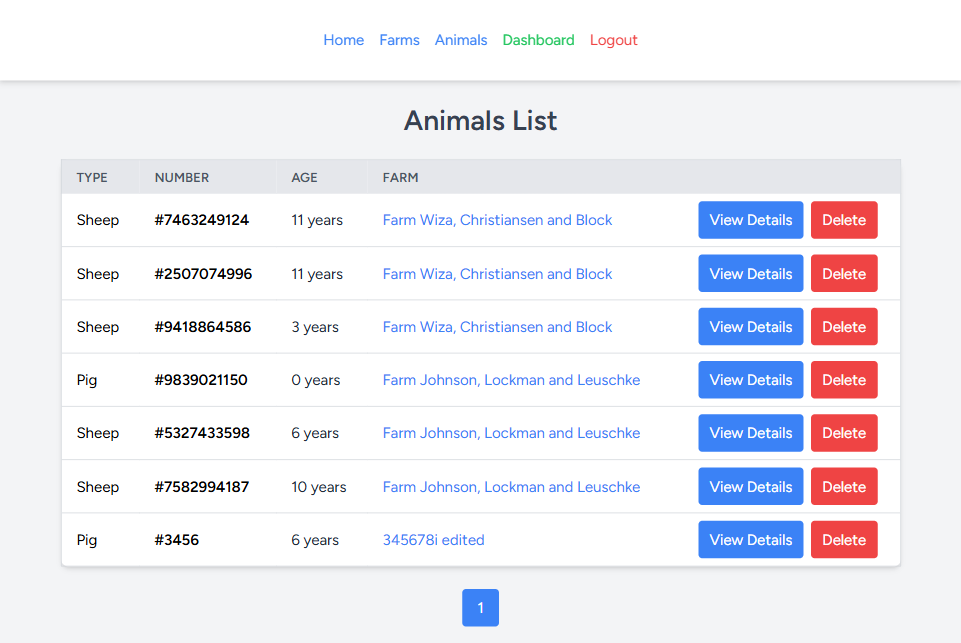 Home Farms Animals Dashboard Logout
Animals List
TYPE NUMBER AGE FARM
Sheep #7463249124 11 years Farm Wiza, Christiansen and Block View Details Delete
Sheep #2507074996 11 years Farm Wiza, Christiansen and Block View Details Delete
Sheep #9418864586 3 years Farm Wiza, Christiansen and Block View Details Delete
Pig #9839021150 0 years Farm Johnson, Lockman and Leuschke View Details Delete
Sheep #5327433598 6 years Farm Johnson, Lockman and Leuschke View Details Delete
Sheep #7582994187 10 years Farm Johnson, Lockman and Leuschke View Details Delete
Pig #3456 6 years 345678i edited View Details Delete
1